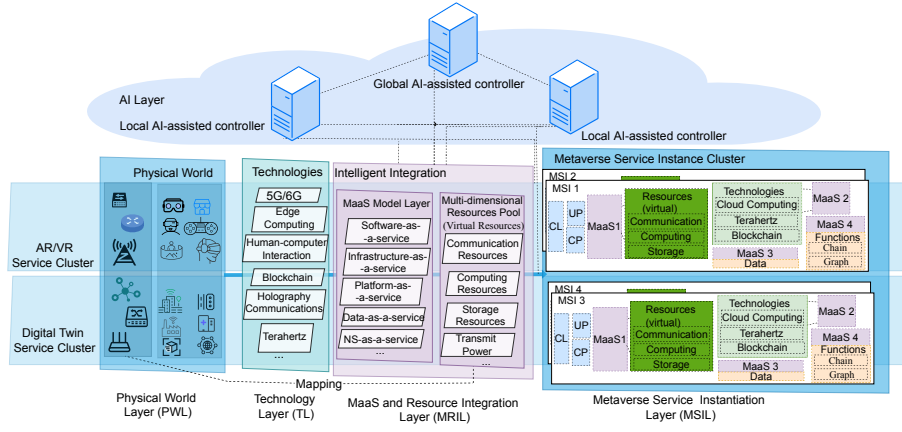 Global AI-assisted controller
AI Layer
Local AI-assisted controller
Local AI-assisted controller
Physical World
Technologies
5G/6G
Edge
Computing
Human-computer
Interaction
Blockchain
Holography
Communications
Terahertz
...
Intelligent Integration
MaaS Model Layer
Software-as-
-a-service
Infrastructure-as-
-a-service
Platform-as-
-a-service
Data-as-a-service
NS-as-a-service
...
Multi-dimensional
Resources Pool
(Virtual Resources)
Communication
Resources
Computing
Resources
Storage
Resources
Transmit
Power
...
Metaverse Service Instance Cluster
MSI 2
MSI 1
CL
UP
CP
MaaS1
Resources
(virtual)
Communication
Computing
Storage
Technologies
Cloud Computing
Terahertz
Blockchain
MaaS 3
Data
MaaS 2
MaaS 4
Functions
Chain
Graph
MSI 4
MSI 3
CL
UP
CP
MaaS1
Resources
(virtual)
Communication
Computing
Storage
Technologies
Cloud Computing
Terahertz
Blockchain
MaaS 3
Data
MaaS 2
MaaS 4
Functions
Chain
Graph
AR/VR
Service Cluster
Digital Twin
Service Cluster
Mapping
Physical World
Layer (PWL)
Technology
Layer (TL)
MaaS and Resource Integration
Layer (MRIL)
Metaverse Service Instantiation
Layer (MSIL)